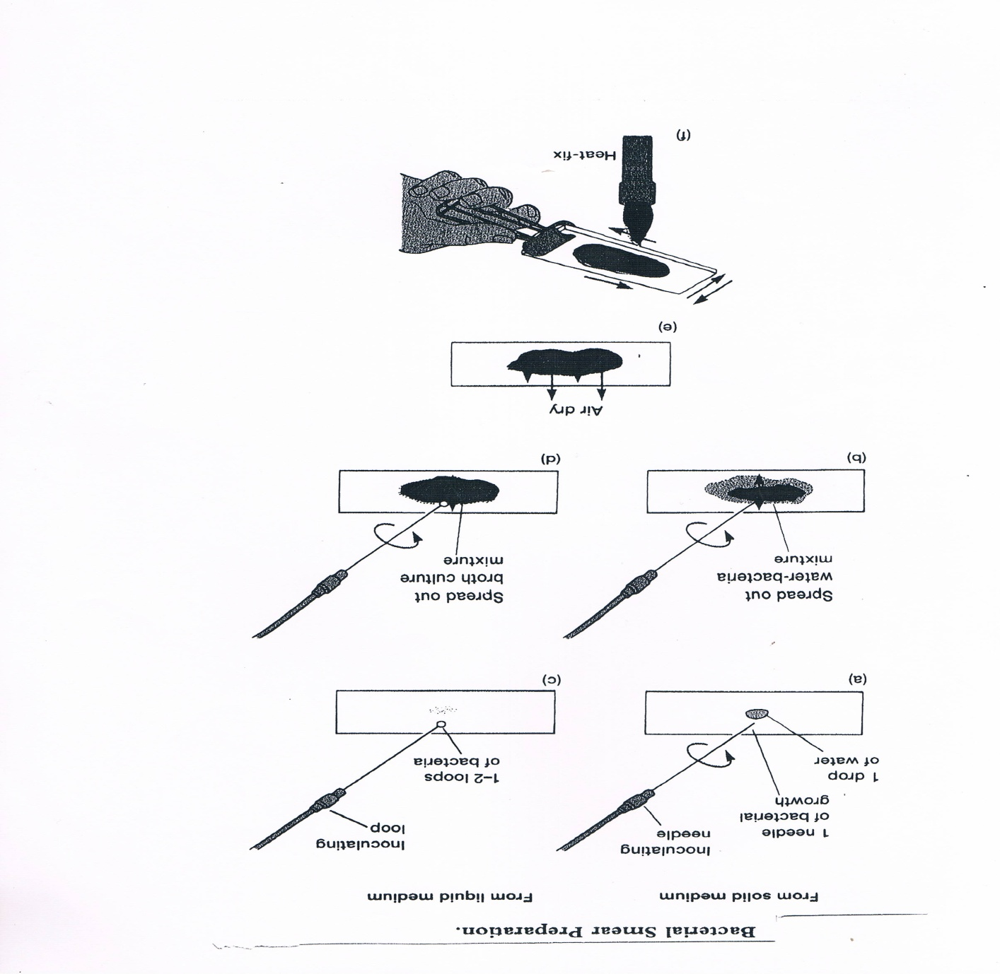 Bacterial Smear Preparation.
From solid medium
From liquid medium
Inoculating
needle
1 needle
of bacterial
growth
1 drop
of water
(a)
Inoculating
loop
1–2 loops
of bacteria
(c)
Spread out
water-bacteria
mixture
(b)
Spread out
broth culture
mixture
(d)
Air dry
(e)
Heat-fix
(f)